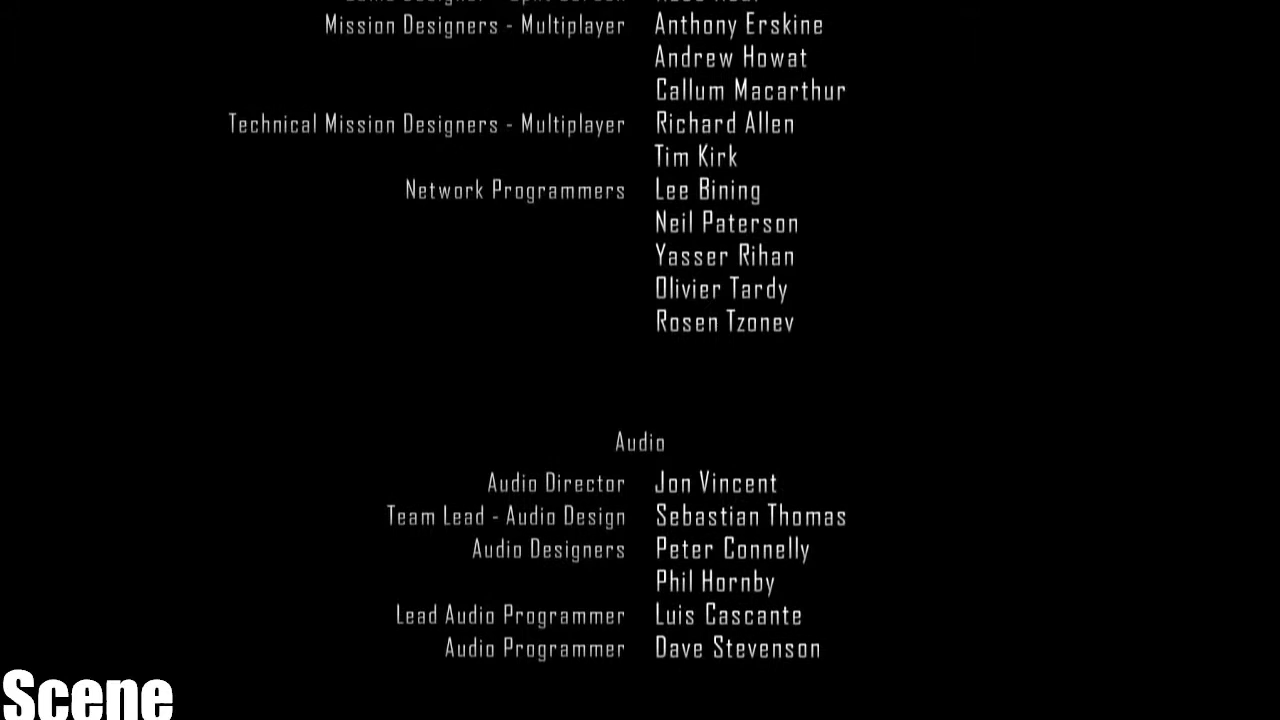 Mission Designers - Multiplayer Anthony Erskine
Andrew Howat
Callum Macarthur
Technical Mission Designers - Multiplayer Richard Allen
Tim Kirk
Network Programmers Lee Bining
Neil Paterson
Yasser Rihan
Olivier Tardy
Rosen Tzonev
Audio
Audio Director Jon Vincent
Team Lead - Audio Design Sebastian Thomas
Audio Designers Peter Connelly
Phil Hornby
Lead Audio Programmer Luis Cascante
Audio Programmer Dave Stevenson
Scene